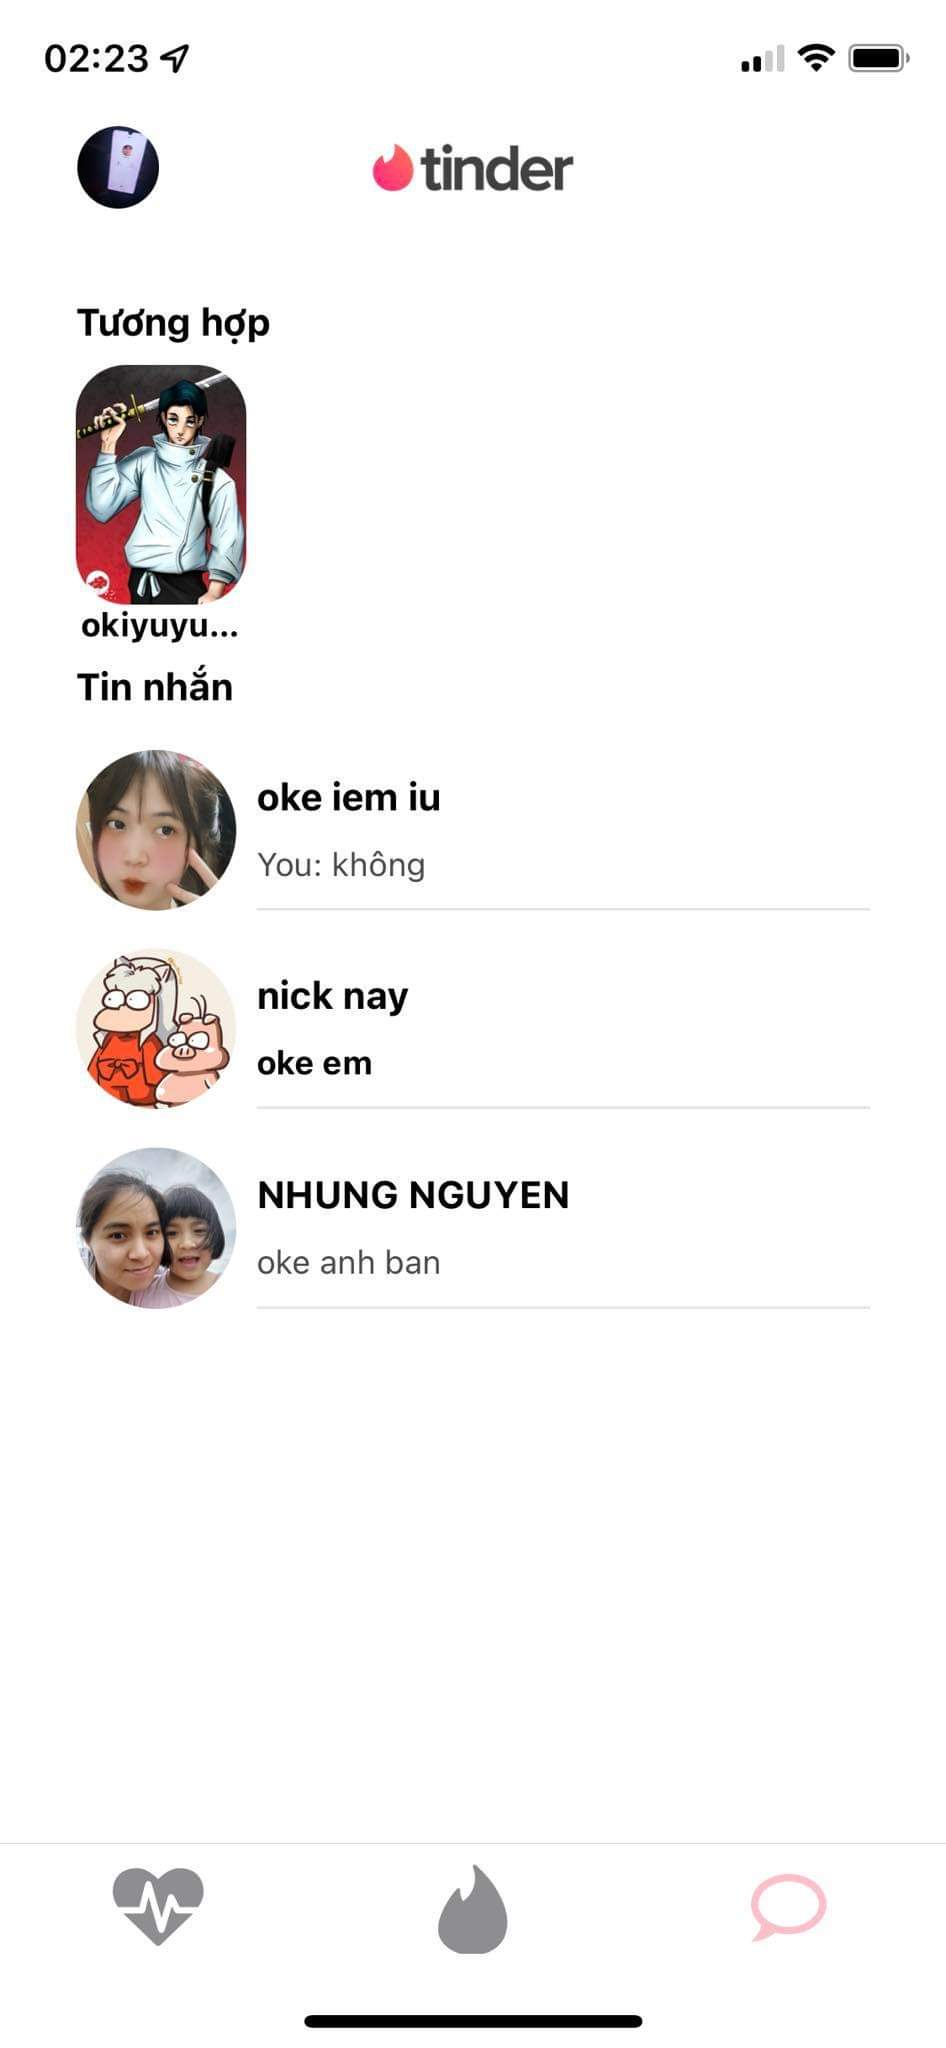 02:23
tinder
Tương hợp
okiyuyu...
Tin nhắn
oke iem iu
You: không
nick nay
oke em
NHUNG NGUYEN
oke anh ban